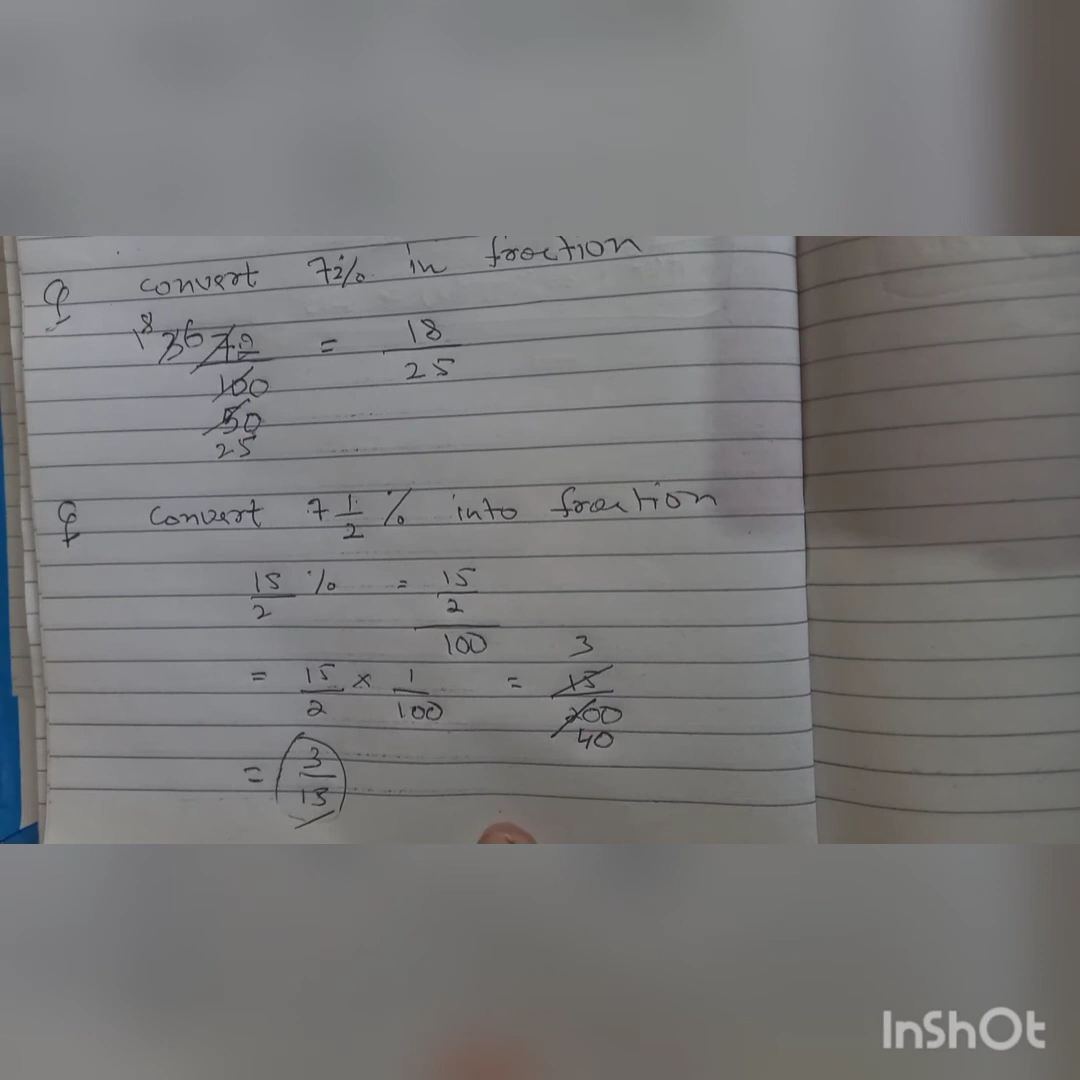 Q convert 72% in fraction
18 36 72 = 18
100 25
50
25
Q Convert 7 1/2 % into fraction
15/2 % = 15/2
100 3
= 15/2 × 1/100 = 15
200
40
= 3/13
InShOt